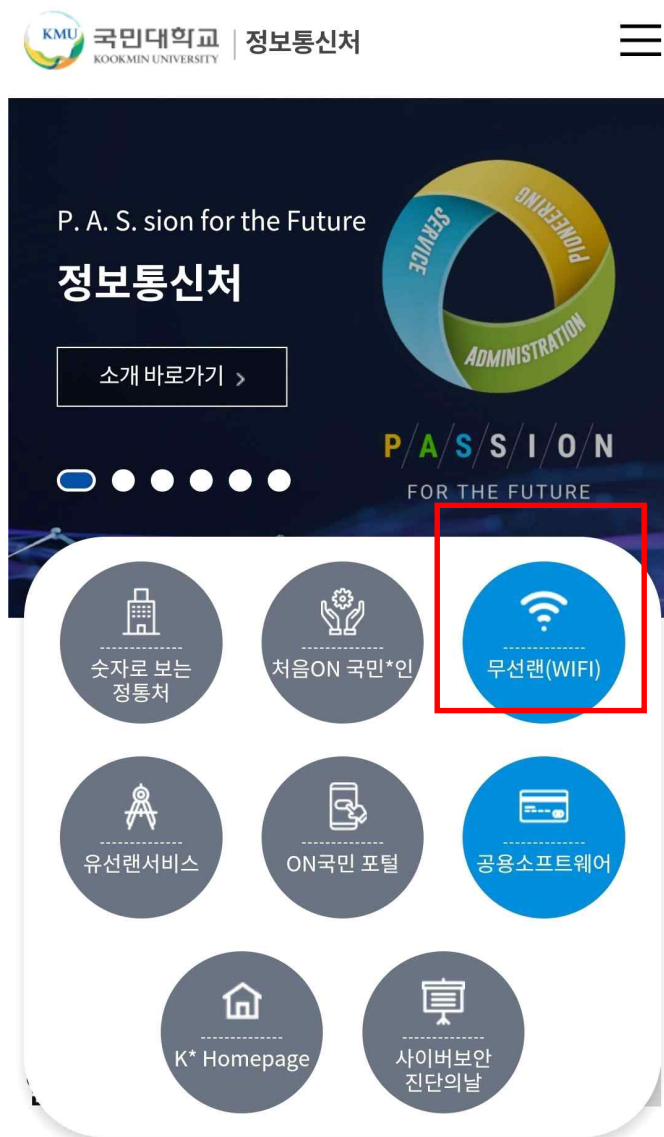 KMU 국민대학교 정보통신처
KOOKMIN UNIVERSITY
P. A. S. sion for the Future
정보통신처
소개 바로가기 >
SERVICE
PIONEERING
ADMINISTRATION
P/A/S/S/I/O/N
FOR THE FUTURE
숫자로 보는
정통처
처음ON 국민*인
무선랜(WIFI)
유선랜서비스
ON국민 포털
공용소프트웨어
K* Homepage
사이버보안
진단의날